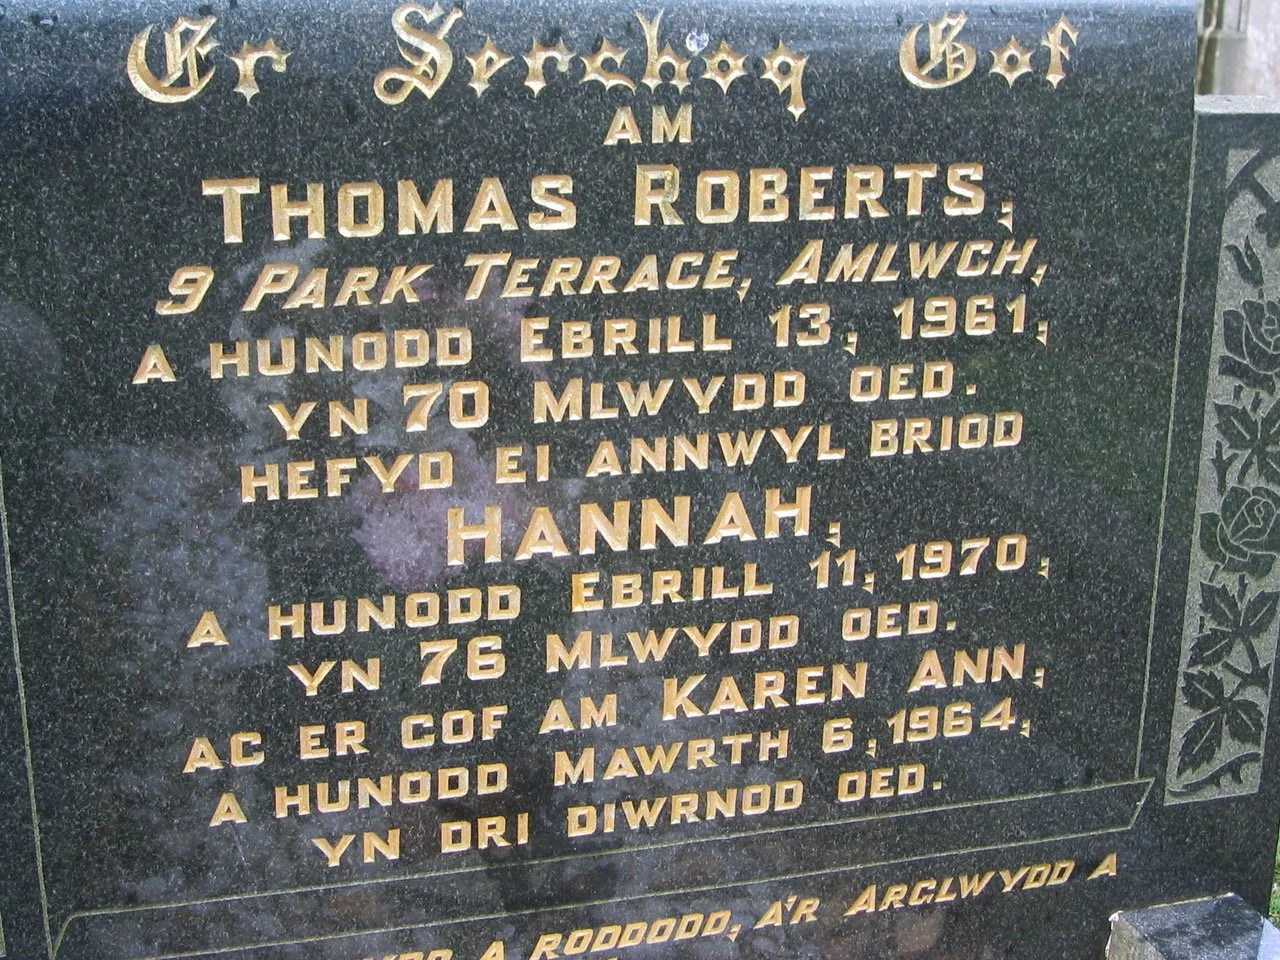 Er Serchog Gof
AM
THOMAS ROBERTS,
9 PARK TERRACE, AMLWCH,
A HUNODD EBRILL 13, 1961,
YN 70 MLWYDD OED.
HEFYD EI ANNWYL BRIOD
HANNAH,
A HUNODD EBRILL 11, 1970,
YN 76 MLWYDD OED.
AC ER COF AM KAREN ANN,
A HUNODD MAWRTH 6, 1964,
YN DRI DIWRNOD OED.
A RODDODD, A'R ARGLWYDD A